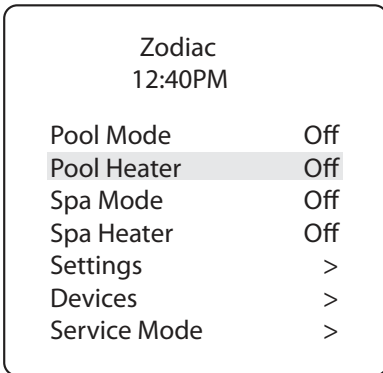 Zodiac
12:40PM
Pool Mode Off
Pool Heater Off
Spa Mode Off
Spa Heater Off
Settings >
Devices >
Service Mode >